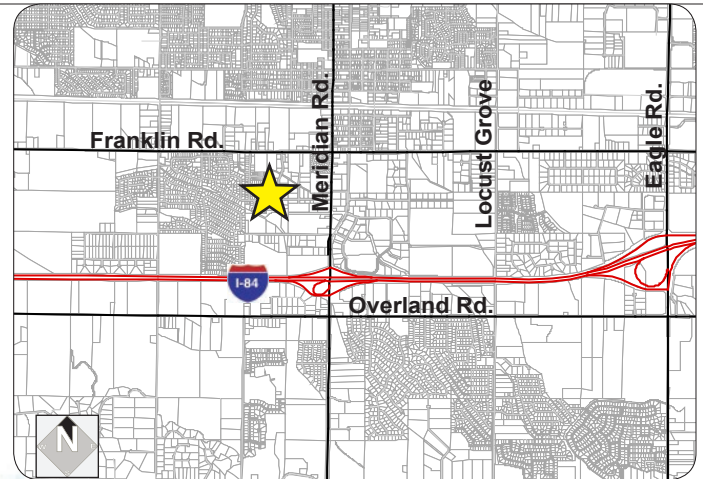 Franklin Rd.
Meridian Rd.
Locust Grove
Eagle Rd.
I-84
Overland Rd.
N